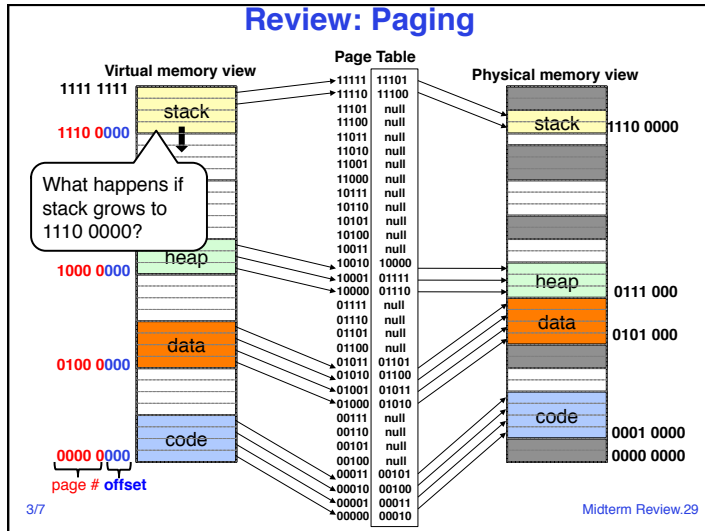 Review: Paging
Virtual memory view
Page Table
Physical memory view
1111 1111
stack
1110 0000
What happens if
stack grows to
1110 0000?
heap
1000 0000
data
0100 0000
code
0000 0000
page # offset
11111 11101
11110 11100
11101 null
11100 null
11011 null
11010 null
11001 null
11000 null
10111 null
10110 null
10101 null
10100 null
10011 null
10010 10000
10001 01111
10000 01110
01111 null
01110 null
01101 null
01100 null
01011 01101
01010 01100
01001 01011
01000 01010
00111 null
00110 null
00101 null
00100 null
00011 00101
00010 00100
00001 00011
00000 00010
stack
1110 0000
heap
0111 000
data
0101 000
code
0001 0000
0000 0000
3/7
Midterm Review.29